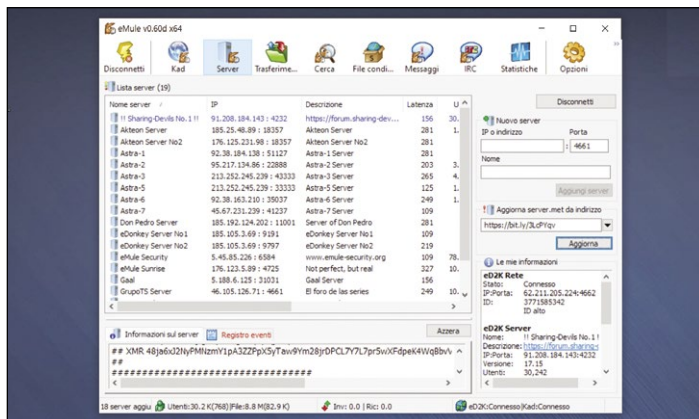 eMule v0.60d x64
Disconnetti Kad Server Trasferime... Cerca File condi... Messaggi IRC Statistiche Opzioni
Lista server (19)
Nome server / IP Descrizione Latenza U
!! Sharing-Devils No. 1 !! 91.208.184.143 : 4232 https://forum.sharing-dev... 156 30.
Akteon Server 185.25.48.89 : 18357 Akteon Server 281 1.
Akteon Server No2 176.125.231.98 : 18357 Akteon Server No2 281
Astra-1 92.38.184.138 : 51127 Astra-1 Server 281
Astra-2 95.217.134.86 : 22888 Astra-2 Server 203 3.
Astra-3 213.252.245.239 : 43333 Astra-3 Server 265 4.
Astra-5 213.252.245.239 : 33333 Astra-5 Server 125 1.
Astra-6 92.38.163.210 : 35037 Astra-6 Server 249 1.
Astra-7 45.67.231.239 : 41237 Astra-7 Server 109
Don Pedro Server 185.192.124.202 : 11001 Server of Don Pedro 281
eDonkey Server No1 185.105.3.69 : 9191 eDonkey Server No1 109
eDonkey Server No2 185.105.3.69 : 9797 eDonkey Server No2 219
eMule Security 5.45.85.226 : 6584 www.emule-security.org 109 78.
eMule Sunrise 176.123.5.89 : 4725 Not perfect, but real 327 10.
Gaal 5.188.6.125 : 31031 Gaal Server 156
GrupoTS Server 46.105.126.71 : 4661 El foro de las series 249 10.
Informazioni sul server Registro eventi Azzera
##
################################
Disconnetti
Nuovo server
IP o indirizzo Porta
: 4661
Nome
Aggiungi server
Aggiorna server.met da indirizzo
https://bit.ly/3LcPYqv
Aggiorna
Le mie informazioni
eD2K Rete
Stato: Connesso
IP:Porta: 62.211.205.224:4662
ID: 3771585342
ID alto
eD2K Server
Nome: !! Sharing-Devils No. 1 !
Descrizione: https://forum.sharing-
IP:Porta: 91.208.184.143:4232
Versione: 17.15
Utenti: 30,242
18 server aggiu Utenti:30.2 K(768)|File:8.8 M(82.9 K) Inv: 0.0 | Ric: 0.0 eD2K:Connesso|Kad:Connesso